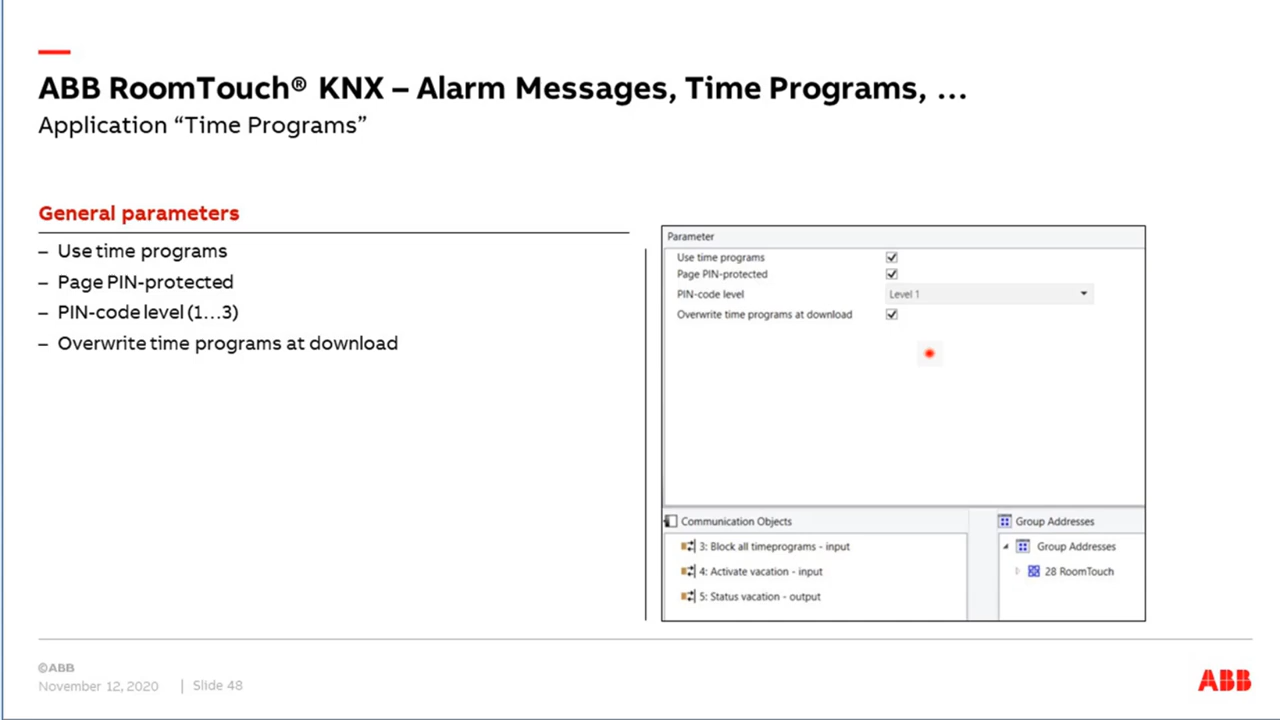 ABB RoomTouch® KNX – Alarm Messages, Time Programs, …
Application “Time Programs”
General parameters
– Use time programs
– Page PIN-protected
– PIN-code level (1…3)
– Overwrite time programs at download
Parameter
Use time programs
Page PIN-protected
PIN-code level
Level 1
Overwrite time programs at download
Communication Objects
3: Block all timeprograms - input
4: Activate vacation - input
5: Status vacation - output
Group Addresses
Group Addresses
28 RoomTouch
©ABB
November 12, 2020 | Slide 48
ABB